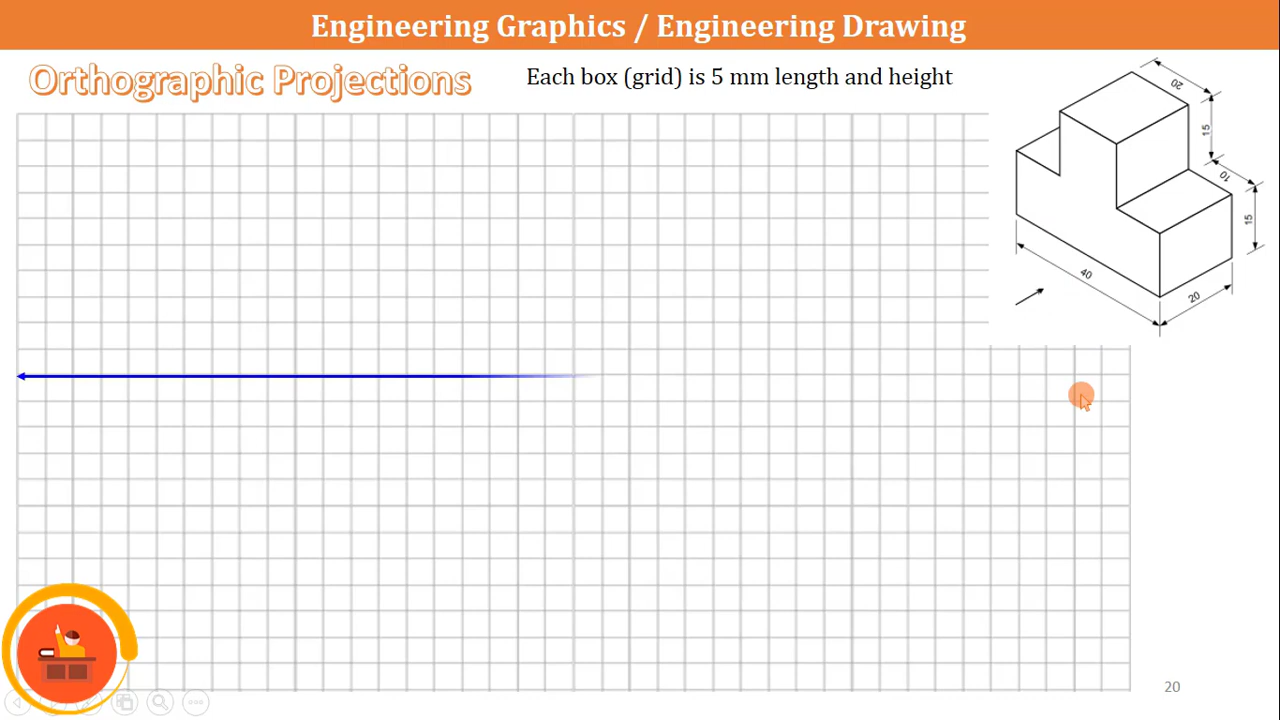 Engineering Graphics / Engineering Drawing
Orthographic Projections
Each box (grid) is 5 mm length and height
20
15
10
15
40
20
20